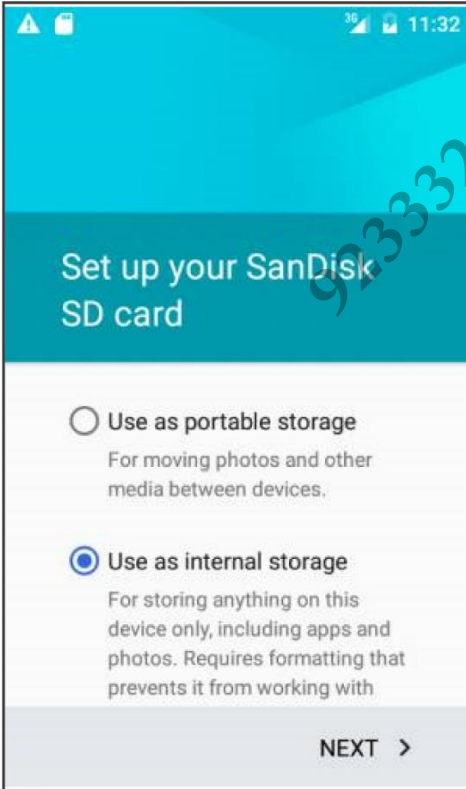 3G 11:32
Set up your SanDisk
SD card
Use as portable storage
For moving photos and other
media between devices.
Use as internal storage
For storing anything on this
device only, including apps and
photos. Requires formatting that
prevents it from working with
NEXT >